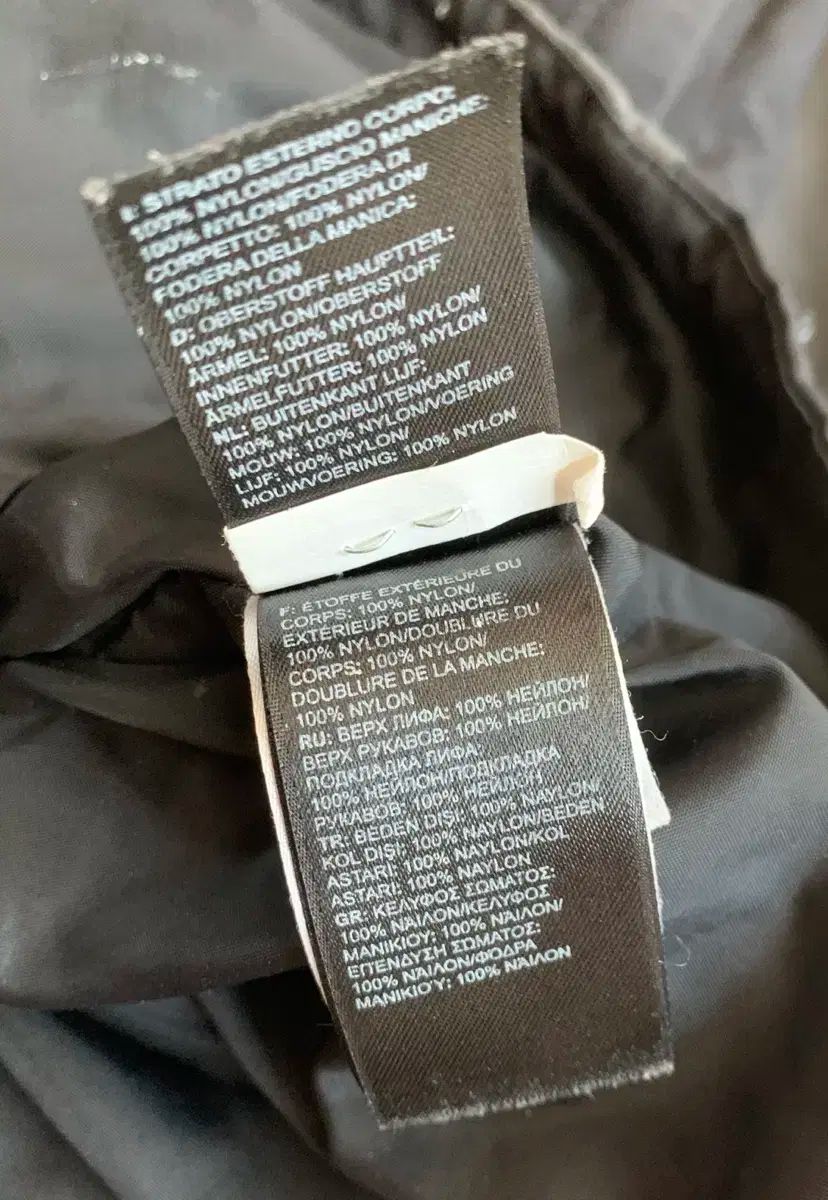 I: STRATO ESTERNO CORPO:
100% NYLON/GUSCIO MANICHE:
100% NYLON/FODERA DI
CORPETTO: 100% NYLON/
FODERA DELLA MANICA:
100% NYLON
D: OBERSTOFF HAUPTTEIL:
100% NYLON/OBERSTOFF
ÄRMEL: 100% NYLON/
INNENFUTTER: 100% NYLON/
ÄRMELFUTTER: 100% NYLON
NL: BUITENKANT LIJF:
100% NYLON/BUITENKANT
MOUW: 100% NYLON/VOERING
LIJF: 100% NYLON/
MOUWVOERING: 100% NYLON
F: ÉTOFFE EXTÉRIEURE DU
CORPS: 100% NYLON/
EXTÉRIEUR DE MANCHE:
100% NYLON/DOUBLURE DU
CORPS: 100% NYLON/
DOUBLURE DE LA MANCHE:
100% NYLON
RU: ВЕРХ ЛИФА: 100% НЕЙЛОН/
ВЕРХ РУКАВОВ: 100% НЕЙЛОН/
ПОДКЛАДКА ЛИФА:
100% НЕЙЛОН/ПОДКЛАДКА
РУКАВОВ: 100% НЕЙЛОН
TR: BEDEN DIŞI: 100% NAYLON/
KOL DIŞI: 100% NAYLON/BEDEN
ASTARI: 100% NAYLON/KOL
ASTARI: 100% NAYLON
GR: ΚΕΛΥΦΟΣ ΣΩΜΑΤΟΣ:
100% ΝΑΙΛΟΝ/ΚΕΛΥΦΟΣ
ΜΑΝΙΚΙΟΥ: 100% ΝΑΙΛΟΝ/
ΕΠΕΝΔΥΣΗ ΣΩΜΑΤΟΣ:
100% ΝΑΙΛΟΝ/ΦΟΔΡΑ
ΜΑΝΙΚΙΟΥ: 100% ΝΑΙΛΟΝ